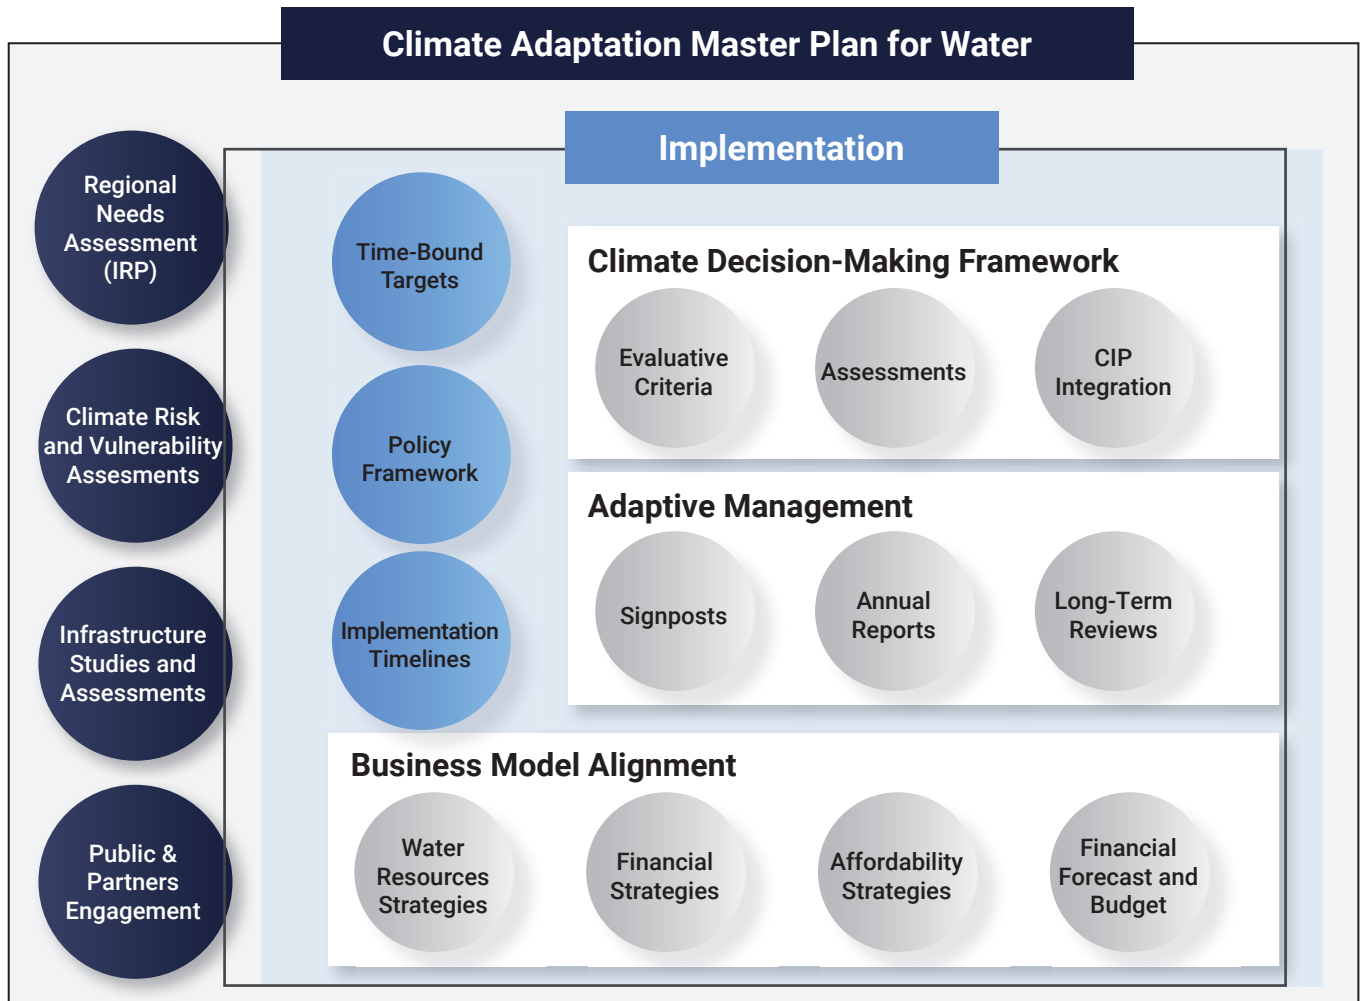 Climate Adaptation Master Plan for Water
Implementation
Regional
Needs
Assessment
(IRP)
Climate Risk
and Vulnerability
Assesments
Infrastructure
Studies and
Assessments
Public &
Partners
Engagement
Time-Bound
Targets
Policy
Framework
Implementation
Timelines
Climate Decision-Making Framework
Evaluative
Criteria
Assessments
CIP
Integration
Adaptive Management
Signposts
Annual
Reports
Long-Term
Reviews
Business Model Alignment
Water
Resources
Strategies
Financial
Strategies
Affordability
Strategies
Financial
Forecast and
Budget